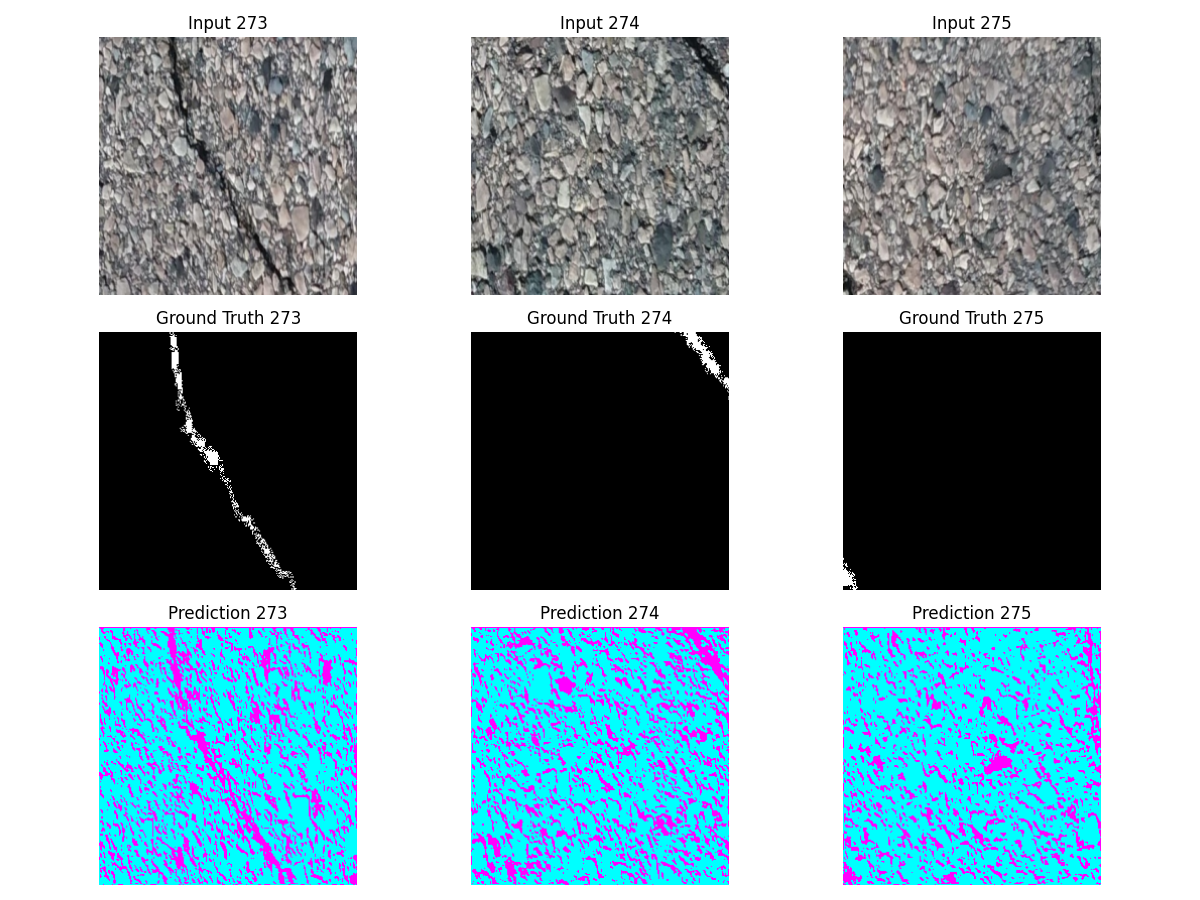 Input 273
Input 274
Input 275
Ground Truth 273
Ground Truth 274
Ground Truth 275
Prediction 273
Prediction 274
Prediction 275